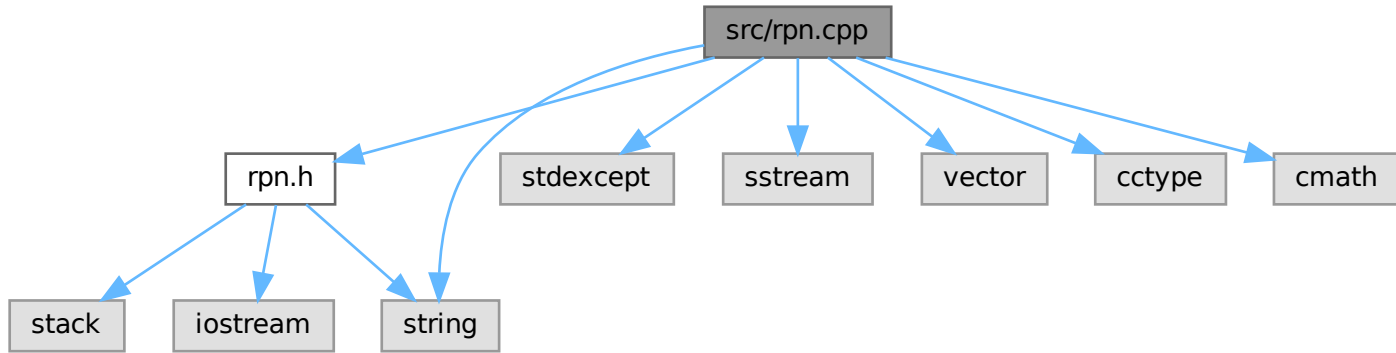 src/rpn.cpp
rpn.h
stdexcept
sstream
vector
cctype
cmath
stack
iostream
string